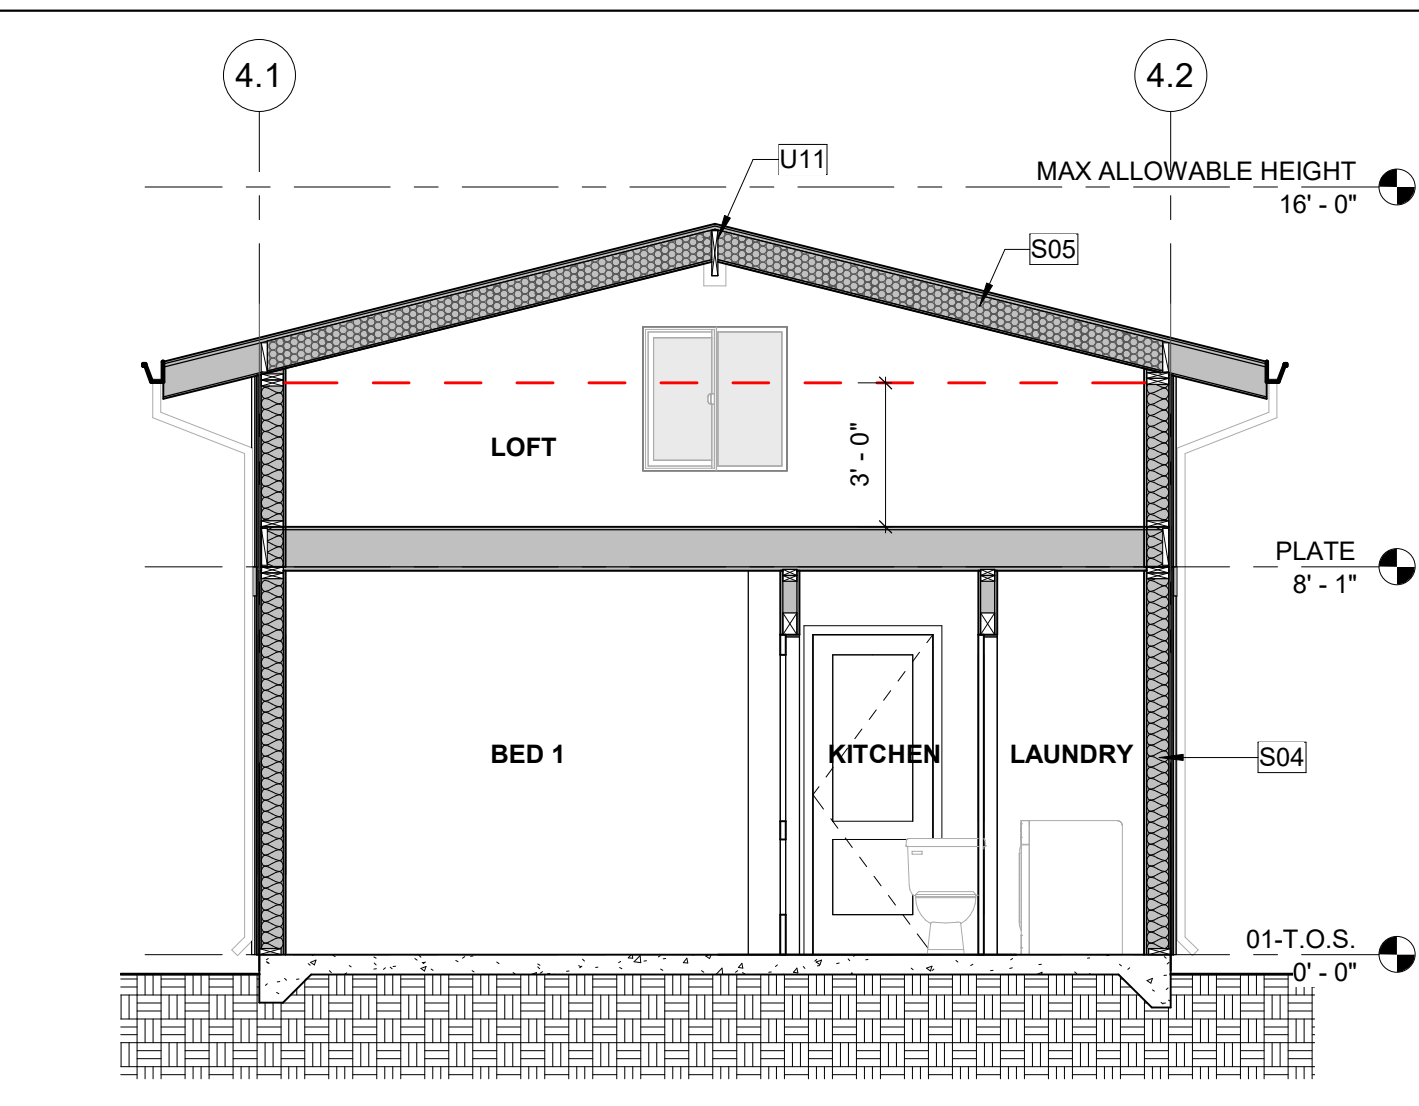 4.1
4.2
U11
MAX ALLOWABLE HEIGHT
16' - 0"
S05
LOFT
3' - 0"
PLATE
8' - 1"
BED 1
KITCHEN
LAUNDRY
S04
01-T.O.S.
0' - 0"